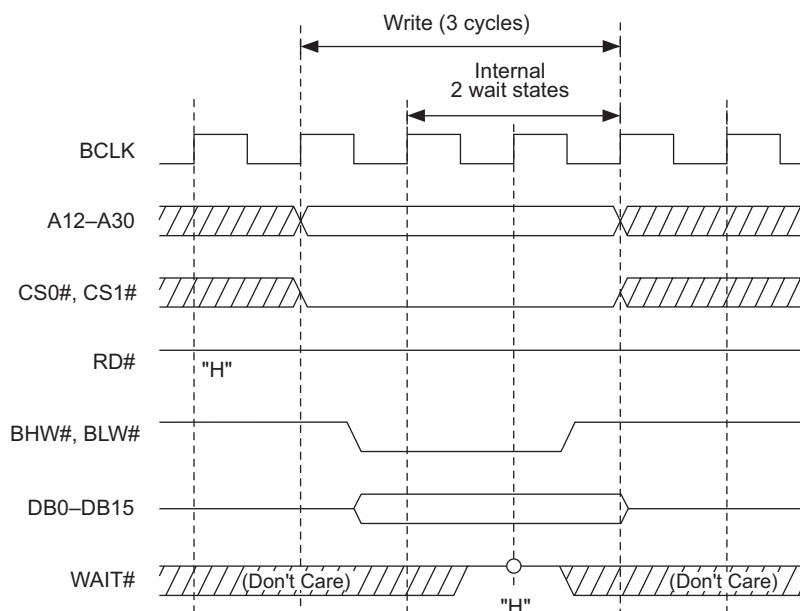 Write (3 cycles)
Internal
2 wait states
BCLK
A12–A30
CS0#, CS1#
RD#
"H"
BHW#, BLW#
DB0–DB15
WAIT#
(Don't Care)
(Don't Care)
"H"